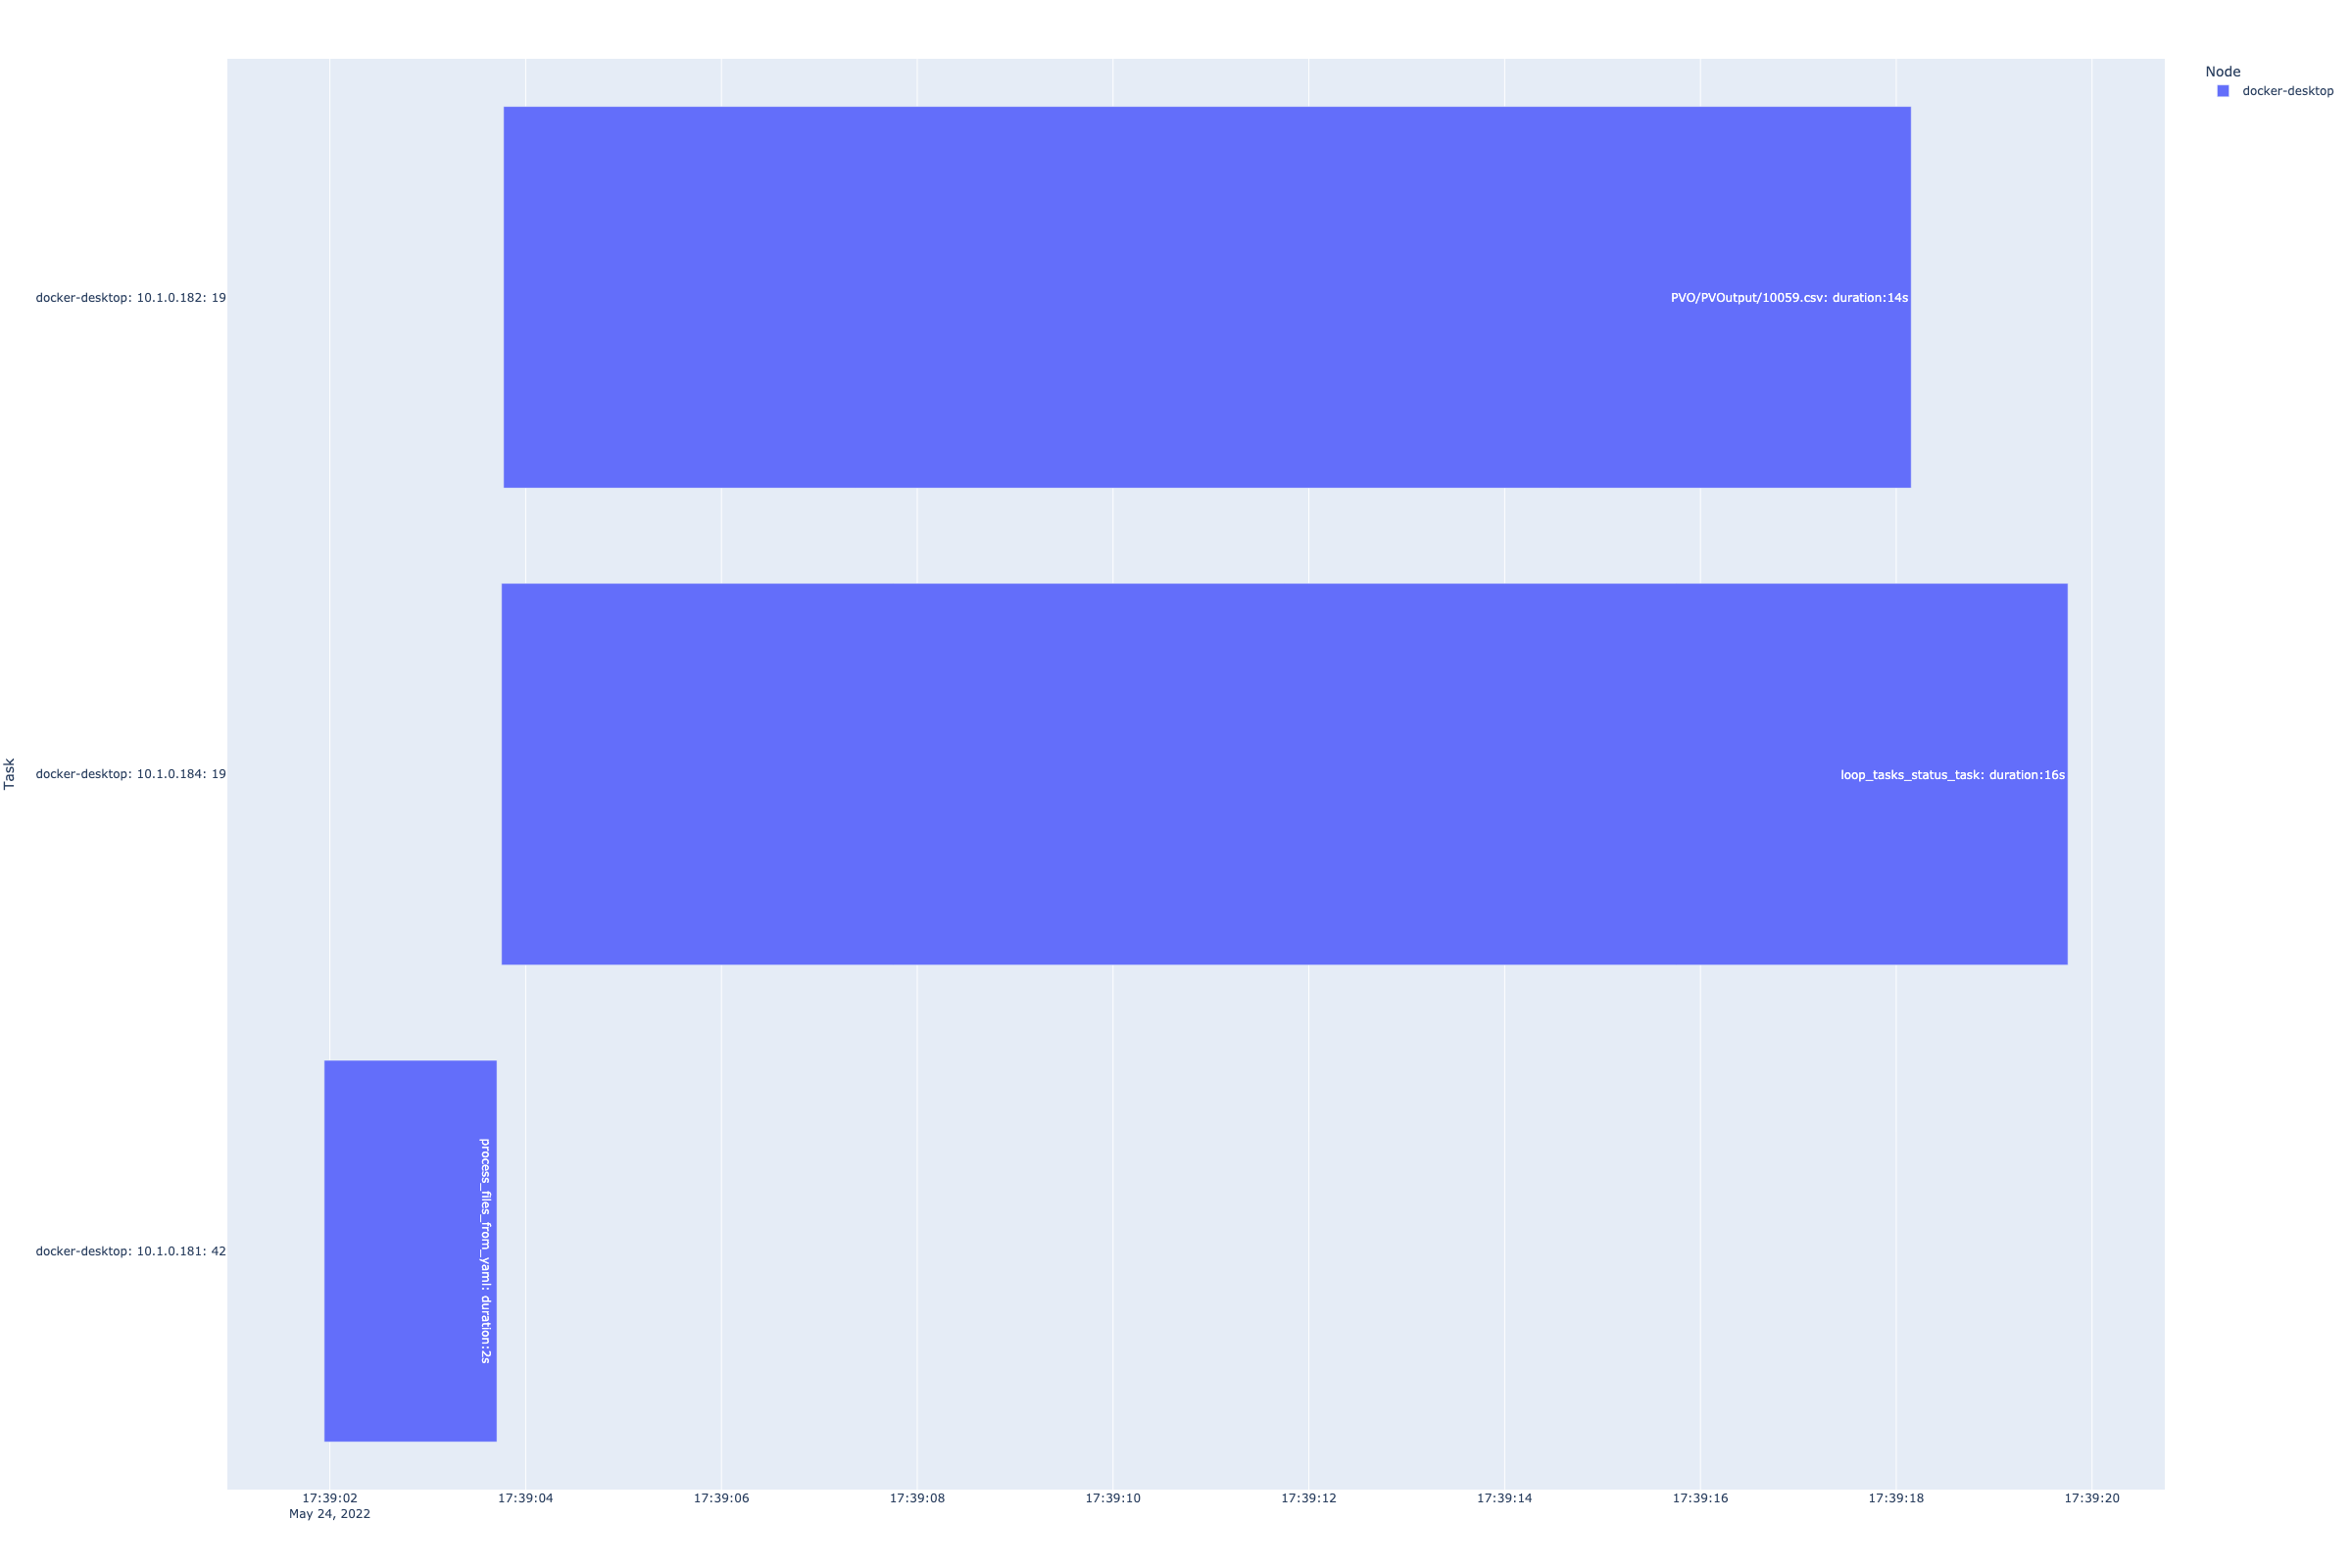 Node
docker-desktop
docker-desktop: 10.1.0.182: 19
PVO/PVOutput/10059.csv: duration:14s
docker-desktop: 10.1.0.184: 19
loop_tasks_status_task: duration:16s
Task
docker-desktop: 10.1.0.181: 42
process_files_from_yaml: duration:2s
17:39:02
17:39:04
17:39:06
17:39:08
17:39:10
17:39:12
17:39:14
17:39:16
17:39:18
17:39:20
May 24, 2022